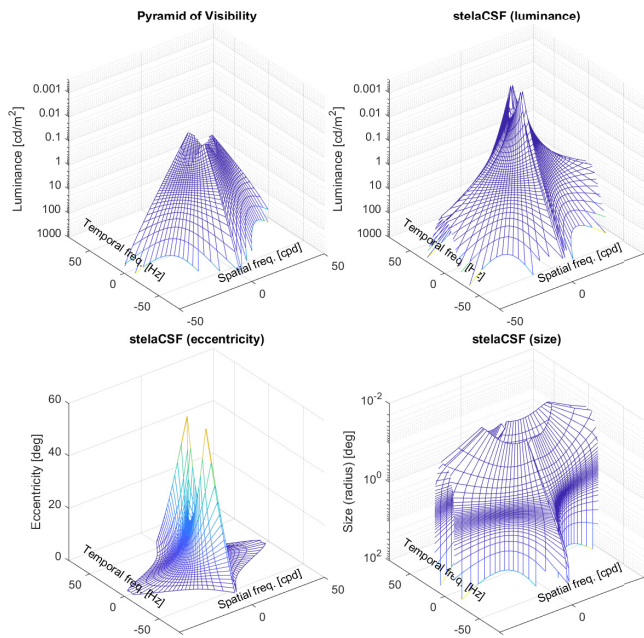 Pyramid of Visibility
stelaCSF (luminance)
0.001
0.01
0.1
1
10
100
1000
Luminance [cd/m²]
Temporal freq. [Hz]
50
0
-50
Spatial freq. [cpd]
-50
0
50
0.001
0.01
0.1
1
10
100
1000
Luminance [cd/m²]
Temporal freq. [Hz]
50
0
-50
Spatial freq. [cpd]
-50
0
50
stelaCSF (eccentricity)
stelaCSF (size)
60
40
20
0
Eccentricity [deg]
Temporal freq. [Hz]
50
0
-50
Spatial freq. [cpd]
0
50
10⁻²
10⁰
10²
Size (radius) [deg]
Temporal freq. [Hz]
50
0
-50
Spatial freq. [cpd]
0
50